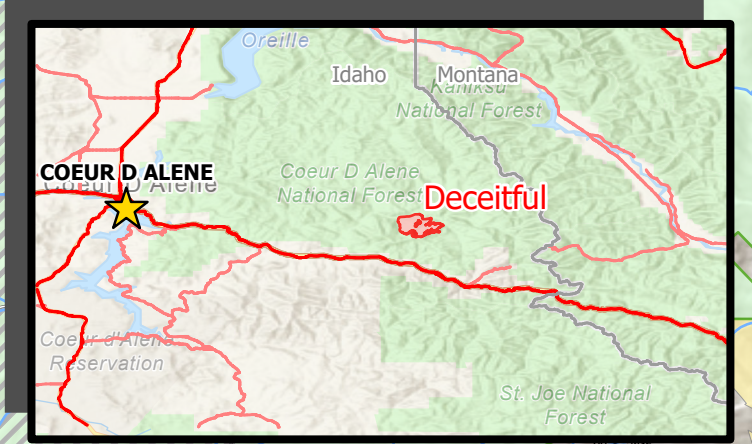 Oreille
Idaho
Montana
Kaniksu
National Forest
COEUR D ALENE
Coeur D'Alene
Coeur D Alene
National Forest
Deceitful
Coeur d'Alene
Reservation
St. Joe National
Forest